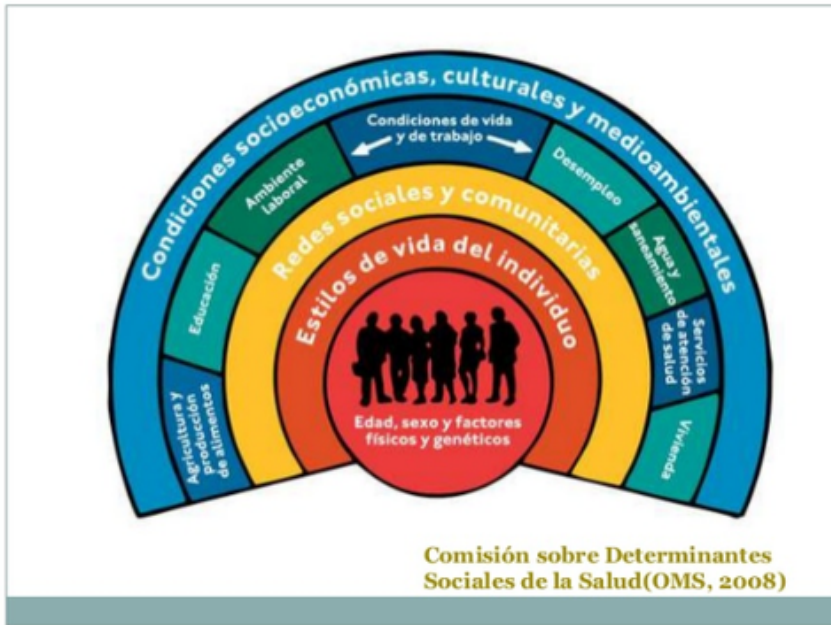 Condiciones socioeconómicas, culturales y medioambientales
Condiciones de vida
y de trabajo
Agricultura y
producción
de alimentos
Educación
Ambiente
laboral
Desempleo
Agua y
saneamiento
Servicios
de atención
de salud
Vivienda
Redes sociales y comunitarias
Estilos de vida del individuo
Edad, sexo y factores
físicos y genéticos
Comisión sobre Determinantes
Sociales de la Salud(OMS, 2008)